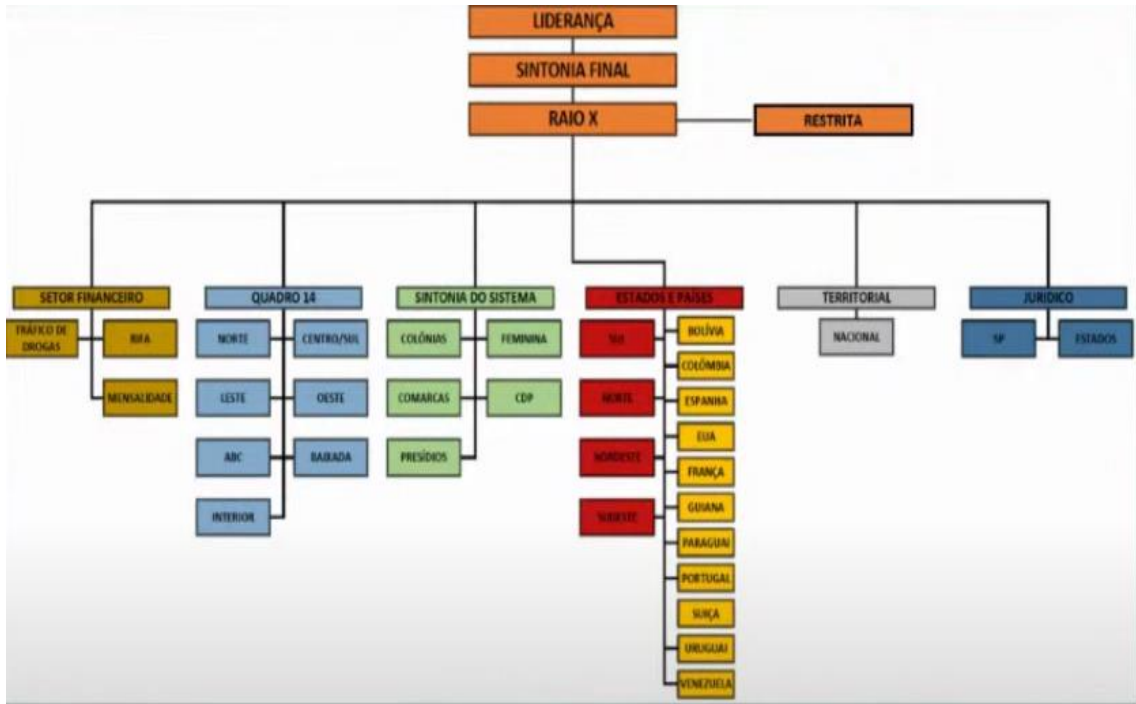 LIDERANÇA
SINTONIA FINAL
RAIO X
RESTRITA
SETOR FINANCEIRO
TRÁFICO DE
DROGAS
RIFA
MENSALIDADE
QUADRO 14
NORTE
CENTRO/SUL
LESTE
OESTE
ABC
BAIXADA
INTERIOR
SINTONIA DO SISTEMA
COLÔNIAS
FEMININA
COMARCAS
CDP
PRESÍDIOS
ESTADOS E PAÍSES
SUL
NORTE
NORDESTE
SUDESTE
BOLÍVIA
COLÔMBIA
ESPANHA
EUA
FRANÇA
GUIANA
PARAGUAI
PORTUGAL
SUIÇA
URUGUAI
VENEZUELA
TERRITORIAL
NACIONAL
JURIDICO
SP
ESTADOS